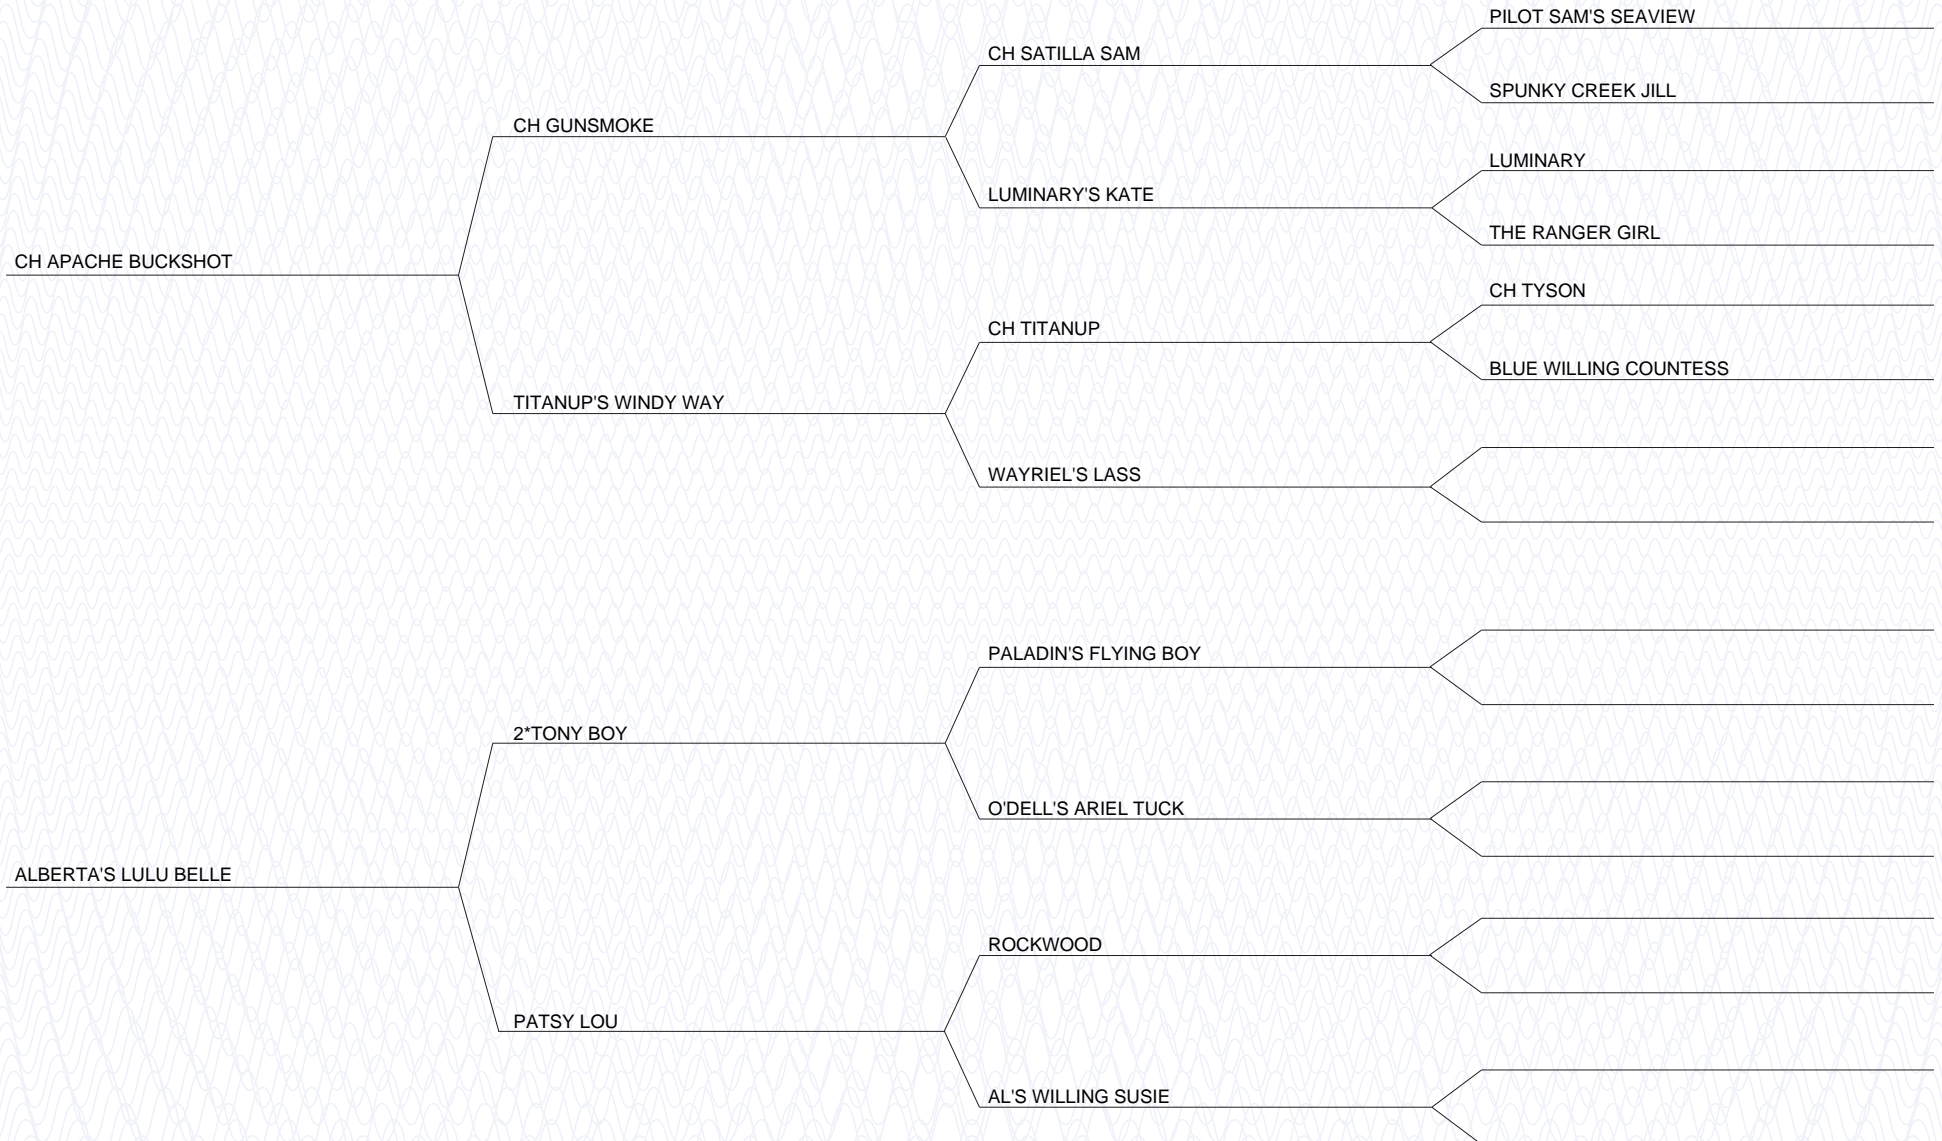 PILOT SAM'S SEAVIEW
CH SATILLA SAM
SPUNKY CREEK JILL
CH GUNSMOKE
LUMINARY
LUMINARY'S KATE
THE RANGER GIRL
CH APACHE BUCKSHOT
CH TYSON
CH TITANUP
BLUE WILLING COUNTESS
TITANUP'S WINDY WAY
WAYRIEL'S LASS
PALADIN'S FLYING BOY
2*TONY BOY
O'DELL'S ARIEL TUCK
ALBERTA'S LULU BELLE
ROCKWOOD
PATSY LOU
AL'S WILLING SUSIE